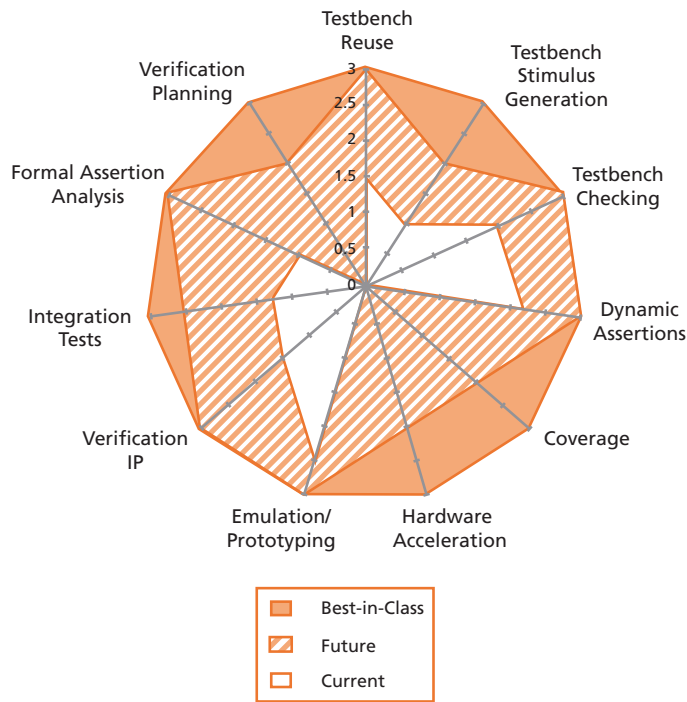 Testbench
Reuse
Testbench
Stimulus
Generation
Verification
Planning
Formal Assertion
Analysis
Testbench
Checking
Integration
Tests
Dynamic
Assertions
Verification
IP
Coverage
Emulation/
Prototyping
Hardware
Acceleration
3
2.5
2
1.5
1
0.5
0
Best-in-Class
Future
Current